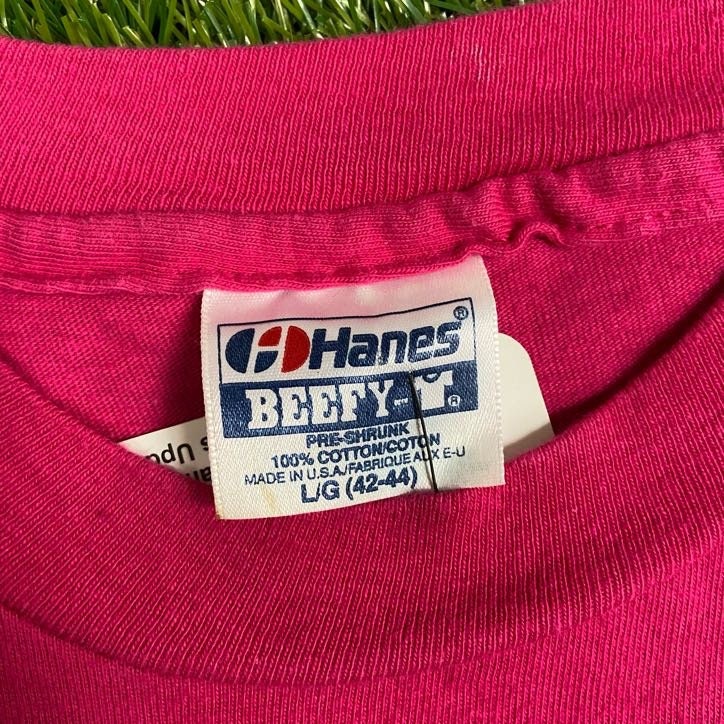 Hanes®
BEEFY-T®
PRE-SHRUNK
100% COTTON/COTON
MADE IN U.S.A./FABRIQUE AUX E-U
L/G (42-44)